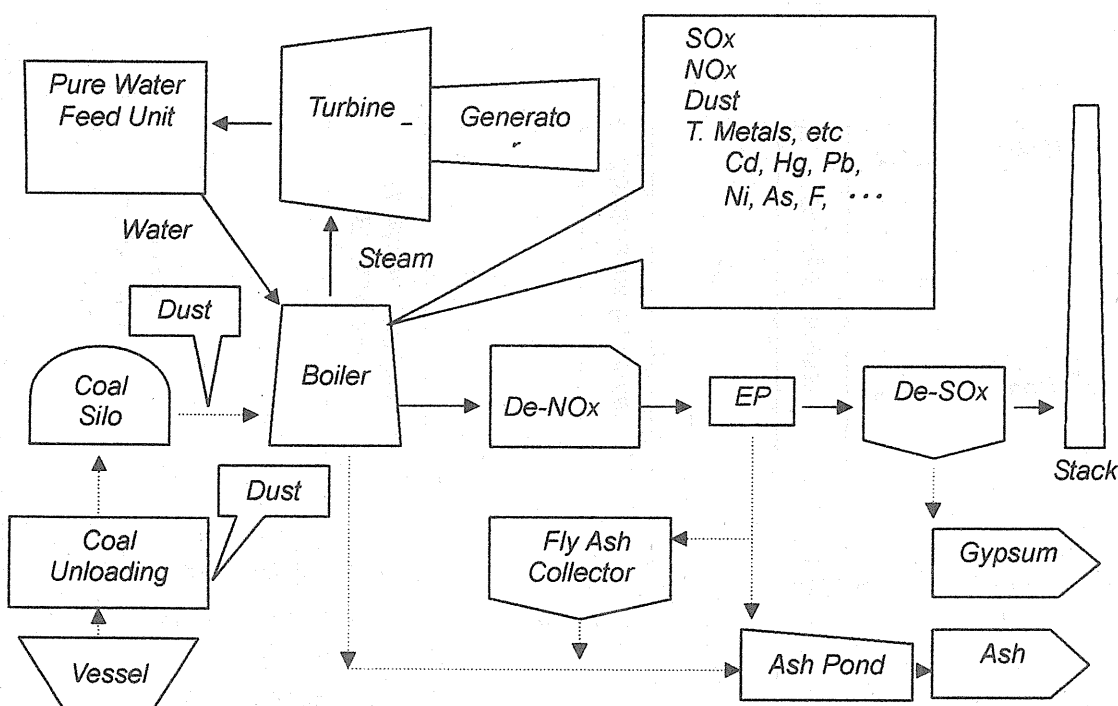 SOx
NOx
Dust
T. Metals, etc
Cd, Hg, Pb,
Ni, As, F, ···
Pure Water
Feed Unit
Turbine
Generato
r
Water
Steam
Dust
Coal
Silo
Boiler
De-NOx
EP
De-SOx
Stack
Dust
Coal
Unloading
Fly Ash
Collector
Gypsum
Vessel
Ash Pond
Ash